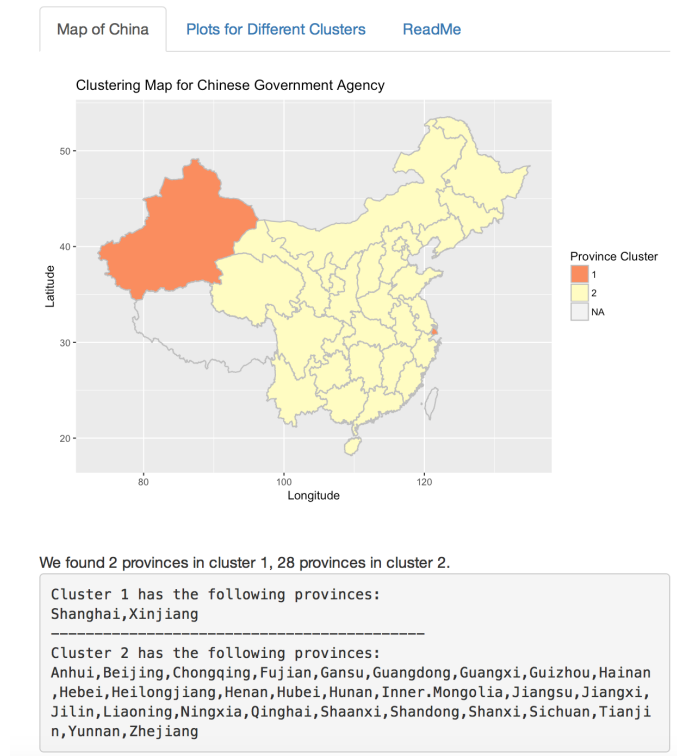 Map of China
Plots for Different Clusters
ReadMe
Clustering Map for Chinese Government Agency
50
40
30
20
Latitude
80
100
120
Longitude
Province Cluster
1
2
NA
We found 2 provinces in cluster 1, 28 provinces in cluster 2.
Cluster 1 has the following provinces:
Shanghai,Xinjiang
--------------------------------------------
Cluster 2 has the following provinces:
Anhui,Beijing,Chongqing,Fujian,Gansu,Guangdong,Guangxi,Guizhou,Hainan
,Hebei,Heilongjiang,Henan,Hubei,Hunan,Inner.Mongolia,Jiangsu,Jiangxi,
Jilin,Liaoning,Ningxia,Qinghai,Shaanxi,Shandong,Shanxi,Sichuan,Tianji
n,Yunnan,Zhejiang